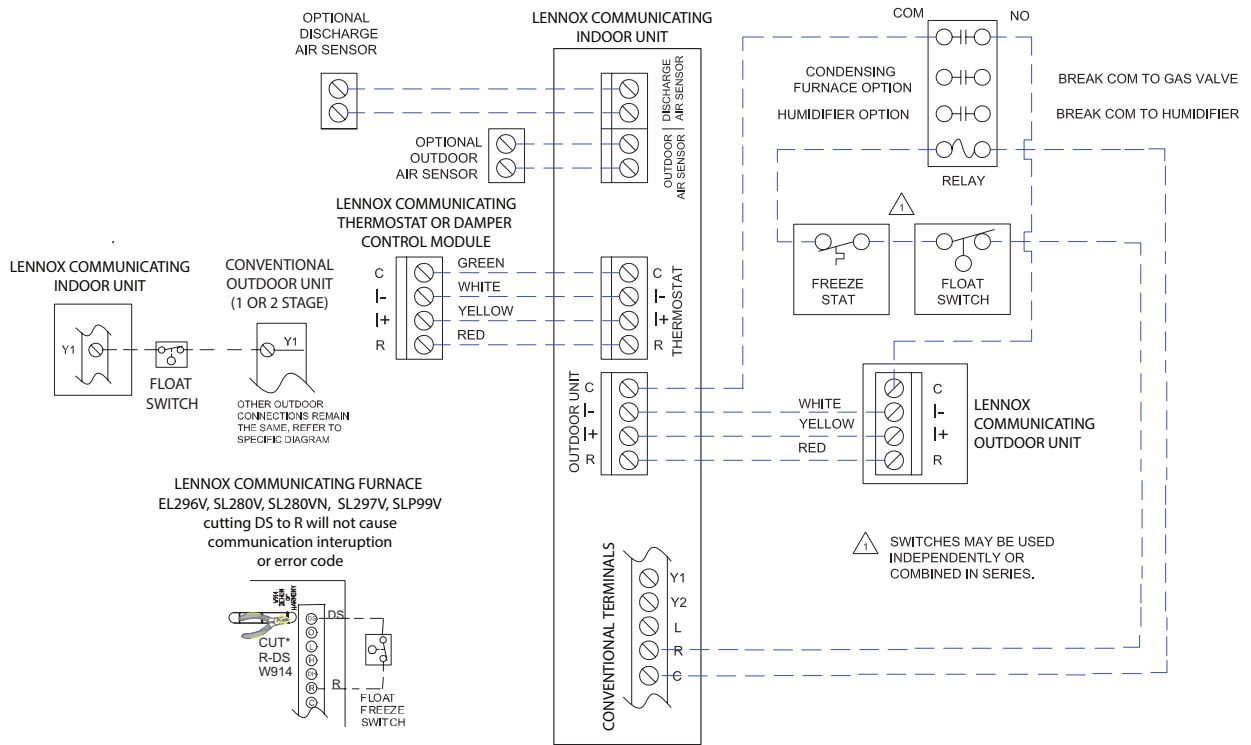 OPTIONAL
DISCHARGE
AIR SENSOR
LENNOX COMMUNICATING
INDOOR UNIT
DISCHARGE
AIR SENSOR
OPTIONAL
OUTDOOR
AIR SENSOR
OUTDOOR
AIR SENSOR
COM
NO
CONDENSING
FURNACE OPTION
HUMIDIFIER OPTION
BREAK COM TO GAS VALVE
BREAK COM TO HUMIDIFIER
RELAY
1
FREEZE
STAT
FLOAT
SWITCH
LENNOX COMMUNICATING
THERMOSTAT OR DAMPER
CONTROL MODULE
C
I-
I+
R
GREEN
WHITE
YELLOW
RED
C
I-
I+
R
THERMOSTAT
LENNOX COMMUNICATING
INDOOR UNIT
Y1
FLOAT
SWITCH
CONVENTIONAL
OUTDOOR UNIT
(1 OR 2 STAGE)
Y1
OTHER OUTDOOR
CONNECTIONS REMAIN
THE SAME, REFER TO
SPECIFIC DIAGRAM
OUTDOOR UNIT
C
I-
I+
R
WHITE
YELLOW
RED
C
I-
I+
R
LENNOX
COMMUNICATING
OUTDOOR UNIT
LENNOX COMMUNICATING FURNACE
EL296V, SL280V, SL280VN, SL297V, SLP99V
cutting DS to R will not cause
communication interuption
or error code
W914
DEHUM
OR
HARMONY
CUT*
R-DS
W914
DS
O
L
H
DH
R
C
DS
R
FLOAT
FREEZE
SWITCH
CONVENTIONAL TERMINALS
Y1
Y2
L
R
C
1
SWITCHES MAY BE USED
INDEPENDENTLY OR
COMBINED IN SERIES.